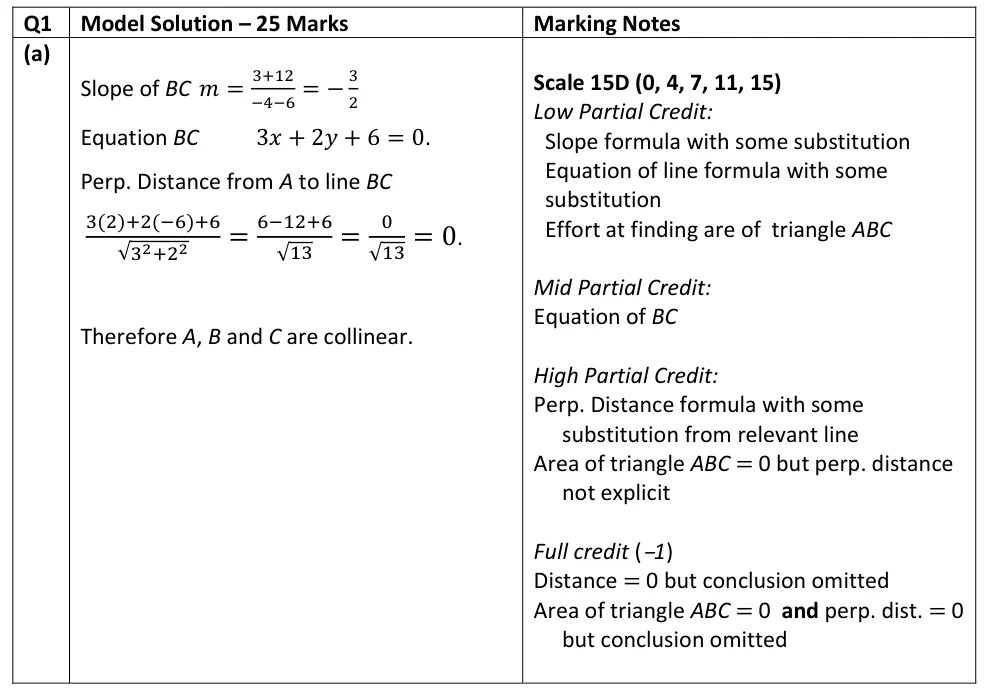 Q1 Model Solution – 25 Marks Marking Notes
(a)
Slope of BC m = 3+12/−4−6 = −3/2
Equation BC 3x + 2y + 6 = 0.
Perp. Distance from A to line BC
3(2)+2(−6)+6/√3²+2² = 6−12+6/√13 = 0/√13 = 0.
Therefore A, B and C are collinear.
Scale 15D (0, 4, 7, 11, 15)
Low Partial Credit:
Slope formula with some substitution
Equation of line formula with some
substitution
Effort at finding are of triangle ABC
Mid Partial Credit:
Equation of BC
High Partial Credit:
Perp. Distance formula with some
substitution from relevant line
Area of triangle ABC = 0 but perp. distance
not explicit
Full credit (−1)
Distance = 0 but conclusion omitted
Area of triangle ABC = 0 and perp. dist. = 0
but conclusion omitted